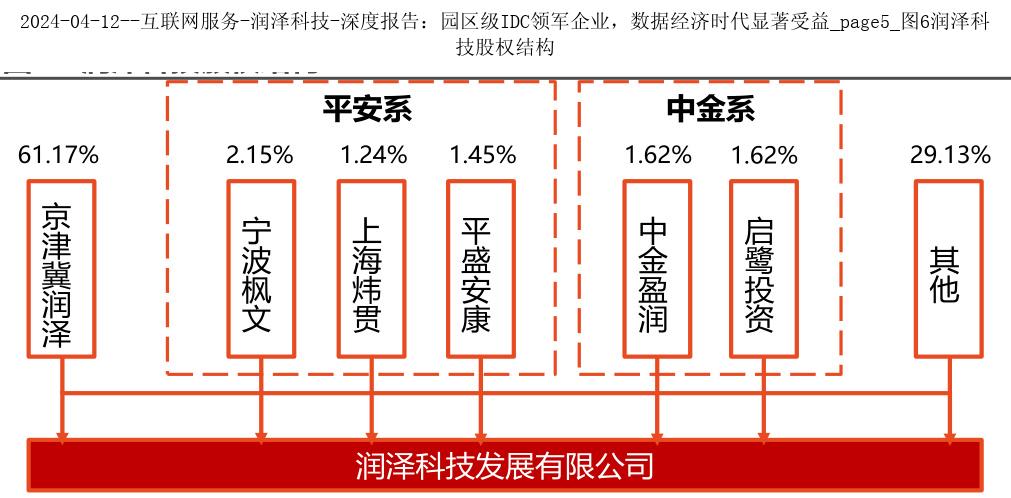 2024-04-12--互联网服务-润泽科技-深度报告：园区级IDC领军企业，数据经济时代显著受益_page5_图6润泽科
技股权结构
平安系
中金系
61.17%
2.15%
1.24%
1.45%
1.62%
1.62%
29.13%
京津冀润泽
宁波枫文
上海炜贯
平盛安康
中金盈润
启鹭投资
其他
润泽科技发展有限公司